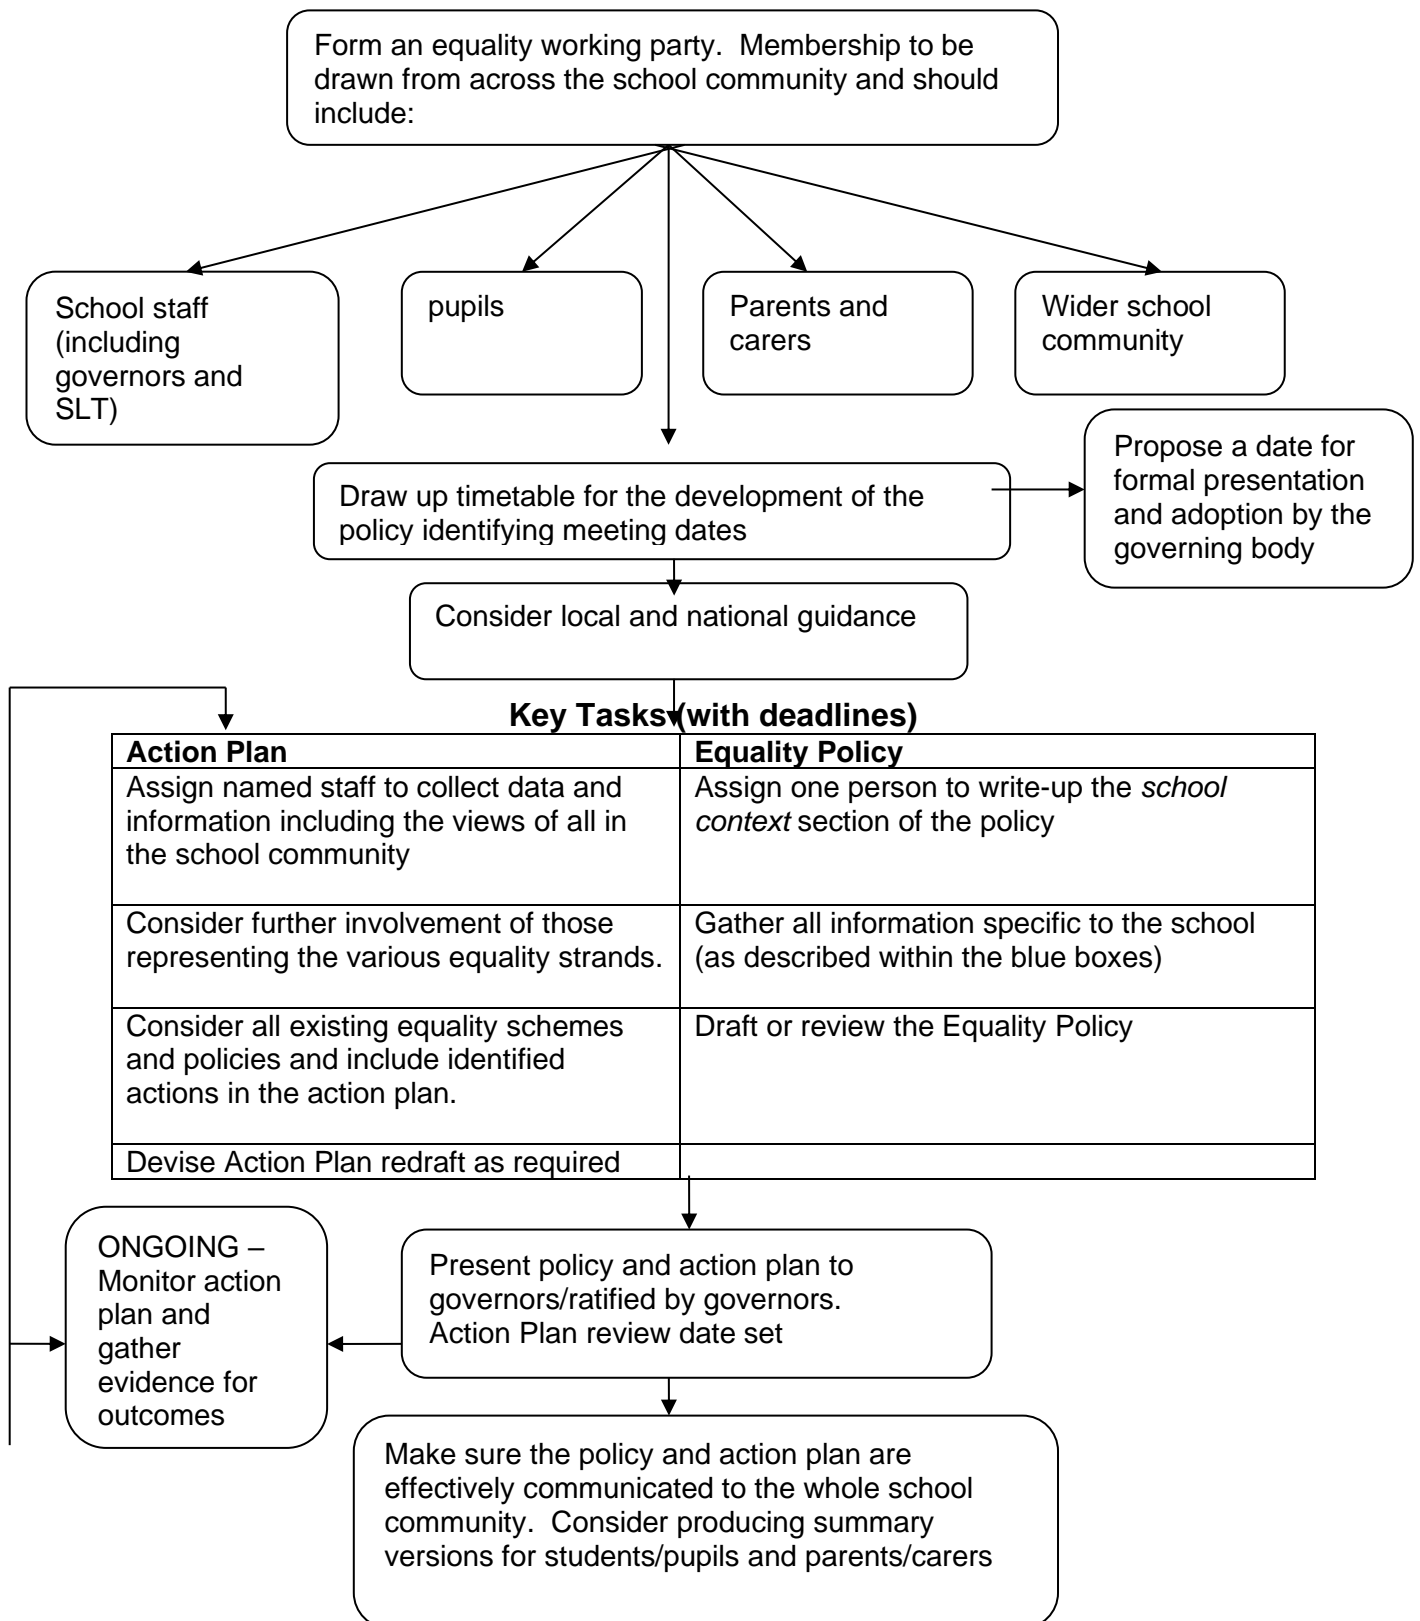 Form an equality working party.  Membership to be
drawn from across the school community and should
include:
School staff
(including
governors and
SLT)
pupils
Parents and
carers
Wider school
community
Propose a date for
formal presentation
and adoption by the
governing body
Draw up timetable for the development of the
policy identifying meeting dates
Consider local and national guidance
Key Tasks (with deadlines)
Action Plan
Equality Policy
Assign named staff to collect data and
information including the views of all in
the school community
Assign one person to write-up the school
context section of the policy
Consider further involvement of those
representing the various equality strands.
Gather all information specific to the school
(as described within the blue boxes)
Consider all existing equality schemes
and policies and include identified
actions in the action plan.
Draft or review the Equality Policy
Devise Action Plan redraft as required
ONGOING –
Monitor action
plan and
gather
evidence for
outcomes
Present policy and action plan to
governors/ratified by governors.
Action Plan review date set
Make sure the policy and action plan are
effectively communicated to the whole school
community.  Consider producing summary
versions for students/pupils and parents/carers